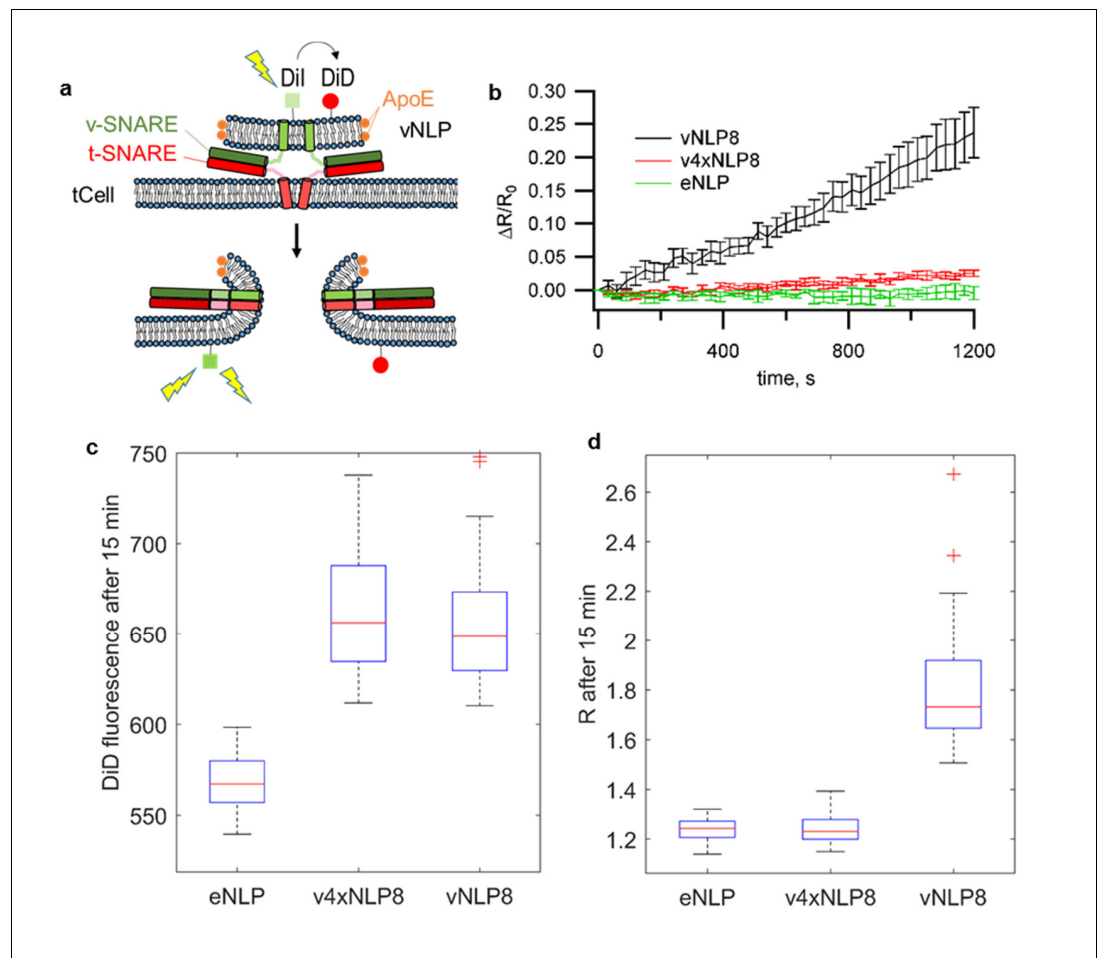 a
DiI DiD
ApoE
v-SNARE
vNLP
t-SNARE
tCell
b
0.30
0.25
0.20
0.15
0.10
0.05
0.00
ΔR/R0
vNLP8
v4xNLP8
eNLP
0 400 800 1200
time, s
c
DiD fluorescence after 15 min
750
700
650
600
550
eNLP v4xNLP8 vNLP8
d
R after 15 min
2.6
2.4
2.2
2
1.8
1.6
1.4
1.2
eNLP v4xNLP8 vNLP8